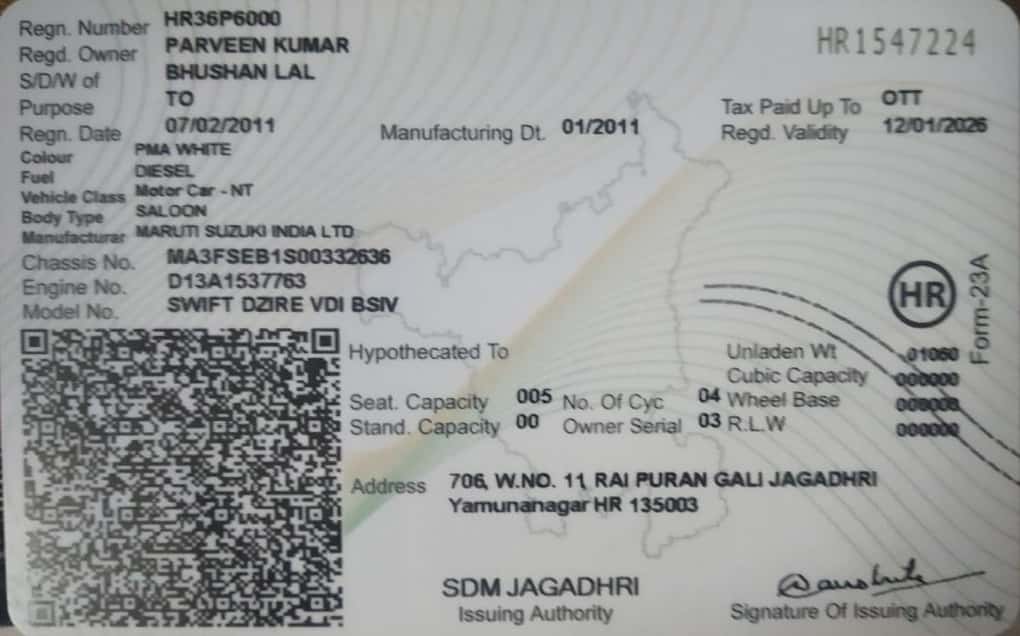 Regn. Number HR36P6000
HR1547224
Regd. Owner PARVEEN KUMAR
S/D/W of BHUSHAN LAL
Purpose TO
Tax Paid Up To OTT
Regn. Date 07/02/2011
Manufacturing Dt. 01/2011
Regd. Validity 12/01/2026
Colour PMA WHITE
Fuel DIESEL
Vehicle Class Motor Car - NT
Body Type SALOON
Manufacturar MARUTI SUZUKI INDIA LTD
Chassis No. MA3FSEB1S00332636
Engine No. D13A1537763
Model No. SWIFT DZIRE VDI BSIV
HR
Form-23A
Hypothecated To
Unladen Wt 01060
Cubic Capacity 000000
Seat. Capacity 005 No. Of Cyc 04 Wheel Base 000000
Stand. Capacity 00 Owner Serial 03 R.L.W 000000
Address 706, W.NO. 11 RAI PURAN GALI JAGADHRI
Yamunanagar HR 135003
SDM JAGADHRI
Issuing Authority
Signature Of Issuing Authority